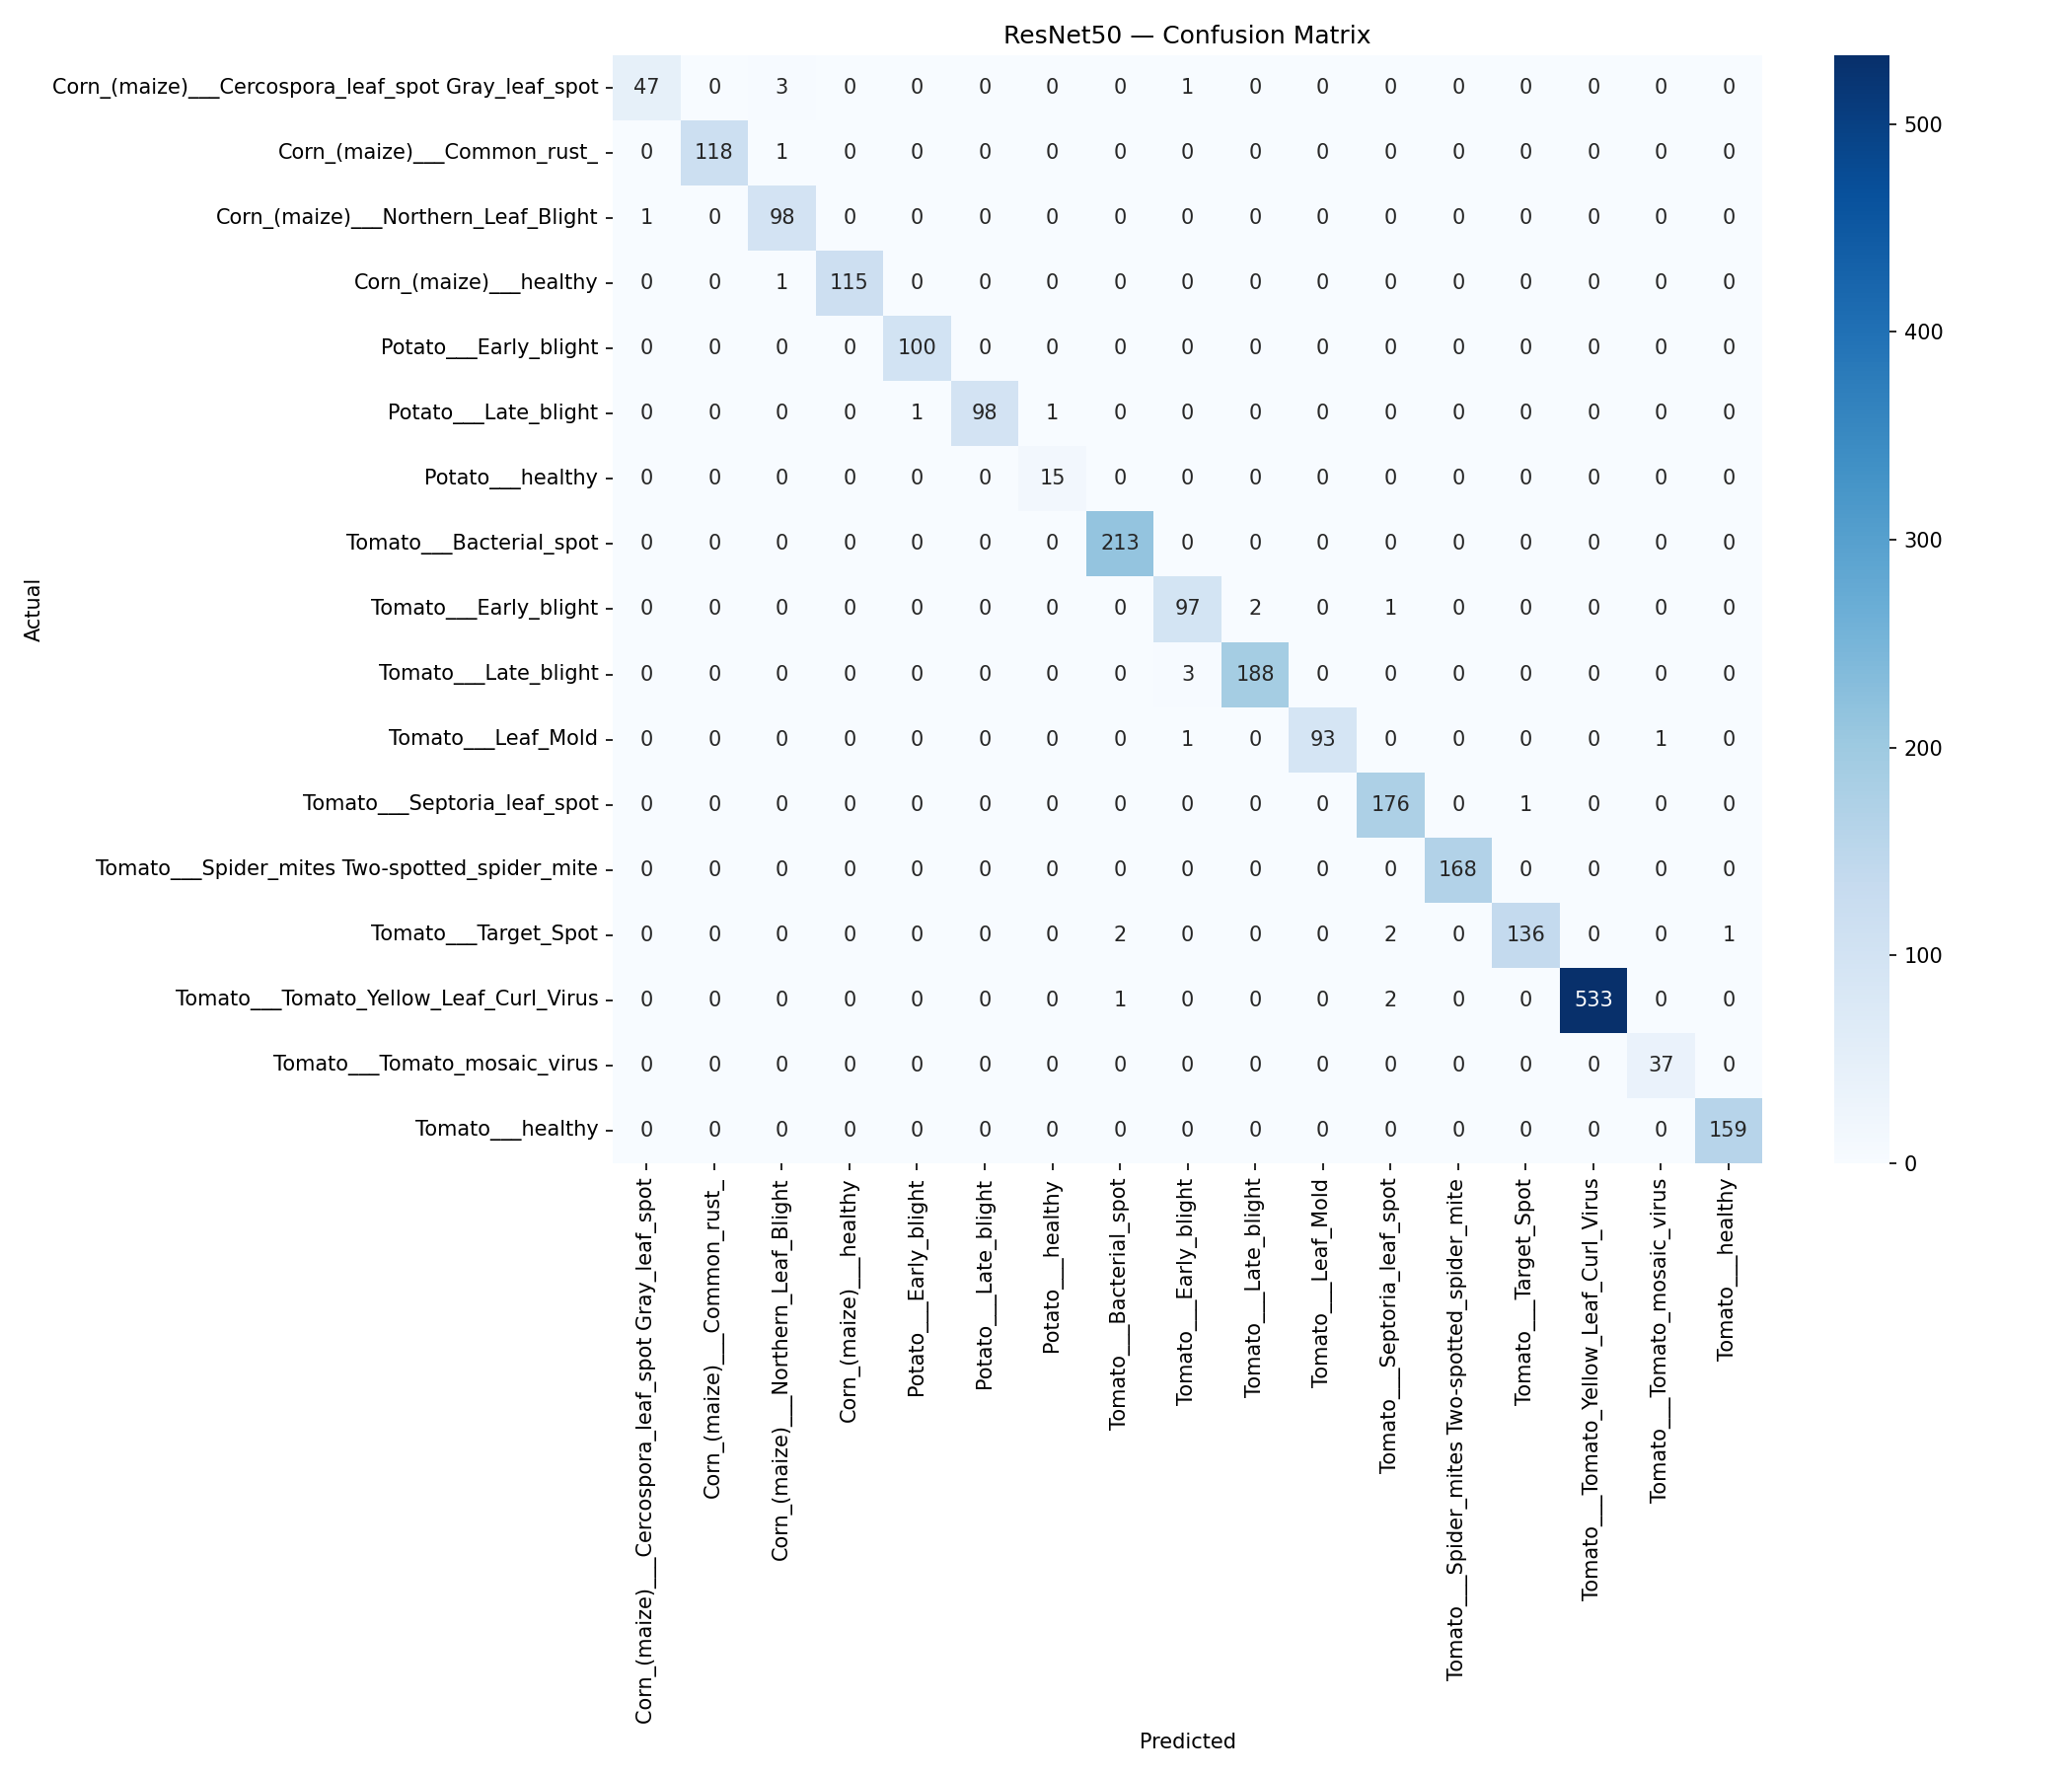 ResNet50 — Confusion Matrix
Corn_(maize)___Cercospora_leaf_spot Gray_leaf_spot 47 0 3 0 0 0 0 0 1 0 0 0 0 0 0 0 0
Corn_(maize)___Common_rust_ 0 118 1 0 0 0 0 0 0 0 0 0 0 0 0 0 0
Corn_(maize)___Northern_Leaf_Blight 1 0 98 0 0 0 0 0 0 0 0 0 0 0 0 0 0
Corn_(maize)___healthy 0 0 1 115 0 0 0 0 0 0 0 0 0 0 0 0 0
Potato___Early_blight 0 0 0 0 100 0 0 0 0 0 0 0 0 0 0 0 0
Potato___Late_blight 0 0 0 0 1 98 1 0 0 0 0 0 0 0 0 0 0
Potato___healthy 0 0 0 0 0 0 15 0 0 0 0 0 0 0 0 0 0
Tomato___Bacterial_spot 0 0 0 0 0 0 0 213 0 0 0 0 0 0 0 0 0
Tomato___Early_blight 0 0 0 0 0 0 0 0 97 2 0 1 0 0 0 0 0
Tomato___Late_blight 0 0 0 0 0 0 0 0 3 188 0 0 0 0 0 0 0
Tomato___Leaf_Mold 0 0 0 0 0 0 0 0 1 0 93 0 0 0 0 1 0
Tomato___Septoria_leaf_spot 0 0 0 0 0 0 0 0 0 0 0 176 0 1 0 0 0
Tomato___Spider_mites Two-spotted_spider_mite 0 0 0 0 0 0 0 0 0 0 0 0 168 0 0 0 0
Tomato___Target_Spot 0 0 0 0 0 0 0 2 0 0 0 2 0 136 0 0 1
Tomato___Tomato_Yellow_Leaf_Curl_Virus 0 0 0 0 0 0 0 1 0 0 0 2 0 0 533 0 0
Tomato___Tomato_mosaic_virus 0 0 0 0 0 0 0 0 0 0 0 0 0 0 0 37 0
Tomato___healthy 0 0 0 0 0 0 0 0 0 0 0 0 0 0 0 0 159
Actual
Corn_(maize)___Cercospora_leaf_spot Gray_leaf_spot
Corn_(maize)___Common_rust_
Corn_(maize)___Northern_Leaf_Blight
Corn_(maize)___healthy
Potato___Early_blight
Potato___Late_blight
Potato___healthy
Tomato___Bacterial_spot
Tomato___Early_blight
Tomato___Late_blight
Tomato___Leaf_Mold
Tomato___Septoria_leaf_spot
Tomato___Spider_mites Two-spotted_spider_mite
Tomato___Target_Spot
Tomato___Tomato_Yellow_Leaf_Curl_Virus
Tomato___Tomato_mosaic_virus
Tomato___healthy
Predicted
500
400
300
200
100
0